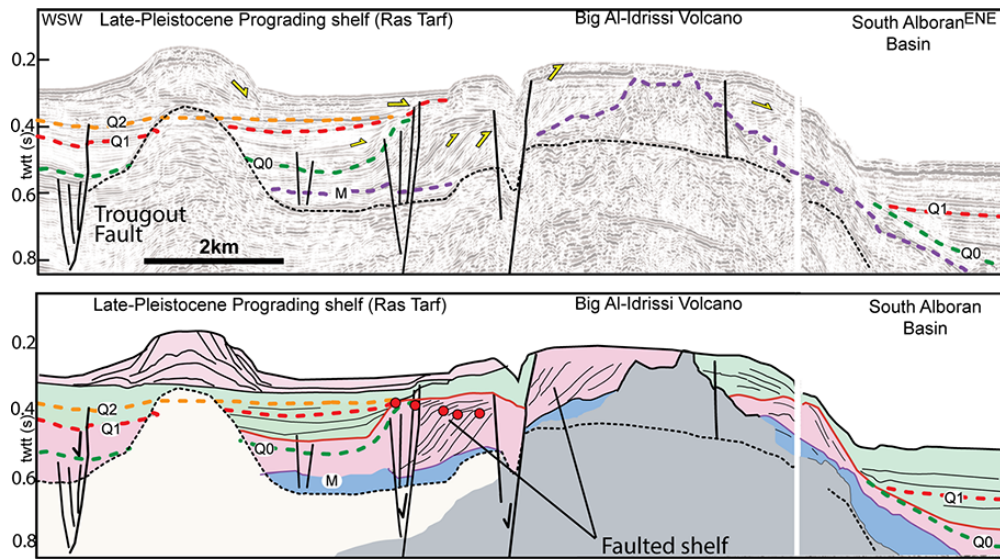 WSW Late-Pleistocene Prograding shelf (Ras Tarf) Big Al-Idrissi Volcano South Alboran ENE
Basin
0.2
Q2
0.4
Q1
twtt (s)
Q0
M
0.6
Trougout
Fault
2km
Q1
Q0
0.8
Late-Pleistocene Prograding shelf (Ras Tarf) Big Al-Idrissi Volcano South Alboran
Basin
0.2
Q2
0.4
Q1
twtt (s)
Q0
M
0.6
Q1
Q0
0.8
Faulted shelf